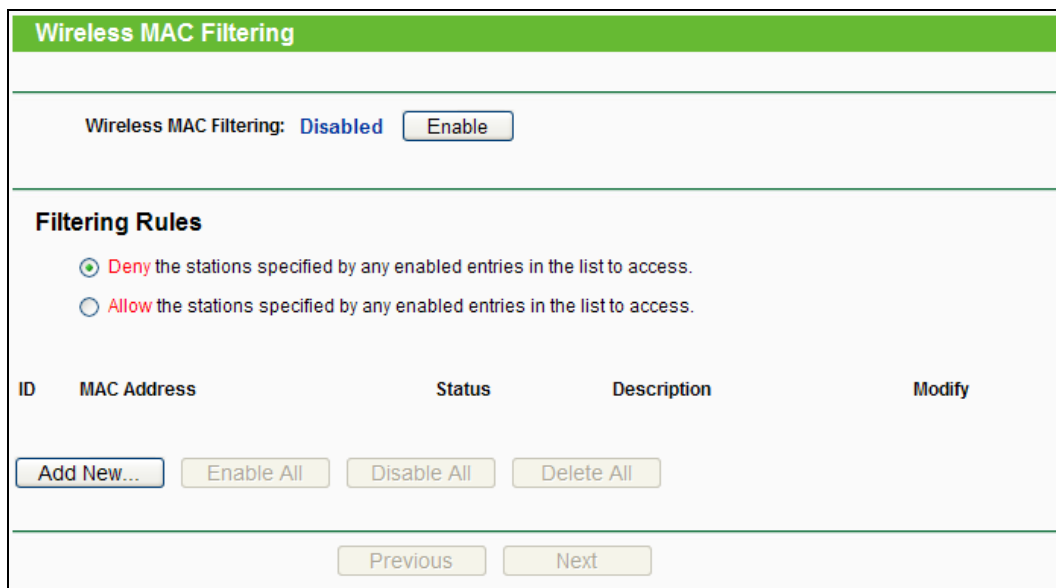 Wireless MAC Filtering
Wireless MAC Filtering: Disabled Enable
Filtering Rules
Deny the stations specified by any enabled entries in the list to access.
Allow the stations specified by any enabled entries in the list to access.
ID MAC Address Status Description Modify
Add New... Enable All Disable All Delete All
Previous Next